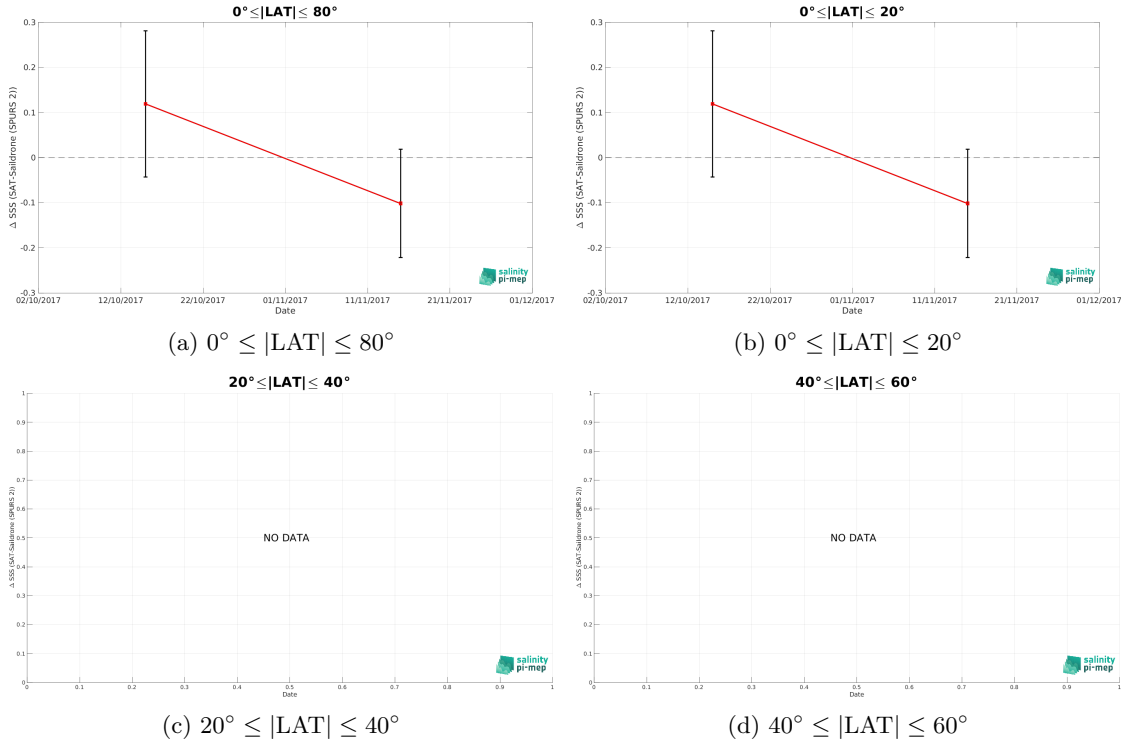 0°≤|LAT|≤ 80°
Δ SSS (SAT-Saildrone (SPURS 2))
0.3
0.2
0.1
0
-0.1
-0.2
-0.3
02/10/2017 12/10/2017 22/10/2017 01/11/2017 11/11/2017 21/11/2017 01/12/2017
Date
salinity
pi-mep
(a) 0° ≤ |LAT| ≤ 80°
0°≤|LAT|≤ 20°
Δ SSS (SAT-Saildrone (SPURS 2))
0.3
0.2
0.1
0
-0.1
-0.2
-0.3
02/10/2017 12/10/2017 22/10/2017 01/11/2017 11/11/2017 21/11/2017 01/12/2017
Date
salinity
pi-mep
(b) 0° ≤ |LAT| ≤ 20°
20°≤|LAT|≤ 40°
Δ SSS (SAT-Saildrone (SPURS 2))
1
0.9
0.8
0.7
0.6
0.5
0.4
0.3
0.2
0.1
0
NO DATA
0 0.1 0.2 0.3 0.4 0.5 0.6 0.7 0.8 0.9 1
Date
salinity
pi-mep
(c) 20° ≤ |LAT| ≤ 40°
40°≤|LAT|≤ 60°
Δ SSS (SAT-Saildrone (SPURS 2))
1
0.9
0.8
0.7
0.6
0.5
0.4
0.3
0.2
0.1
0
NO DATA
0 0.1 0.2 0.3 0.4 0.5 0.6 0.7 0.8 0.9 1
Date
salinity
pi-mep
(d) 40° ≤ |LAT| ≤ 60°